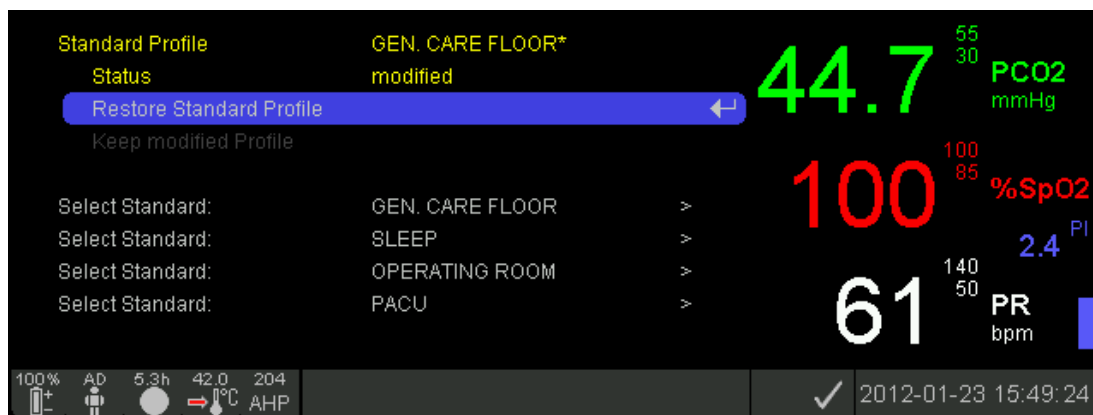 Standard Profile GEN. CARE FLOOR*
Status modified
Restore Standard Profile
Keep modified Profile
Select Standard: GEN. CARE FLOOR >
Select Standard: SLEEP >
Select Standard: OPERATING ROOM >
Select Standard: PACU >
44.7 55 30 PCO2 mmHg
100 100 85 %SpO2
2.4 PI
61 140 50 PR bpm
100% AD 5.3h 42.0 °C 204 AHP
2012-01-23 15:49:24